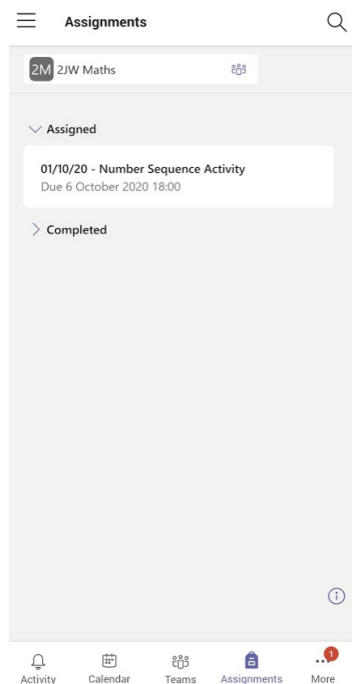 Assignments
2M 2JW Maths
Assigned
01/10/20 - Number Sequence Activity
Due 6 October 2020 18:00
Completed
1
Activity Calendar Teams Assignments More